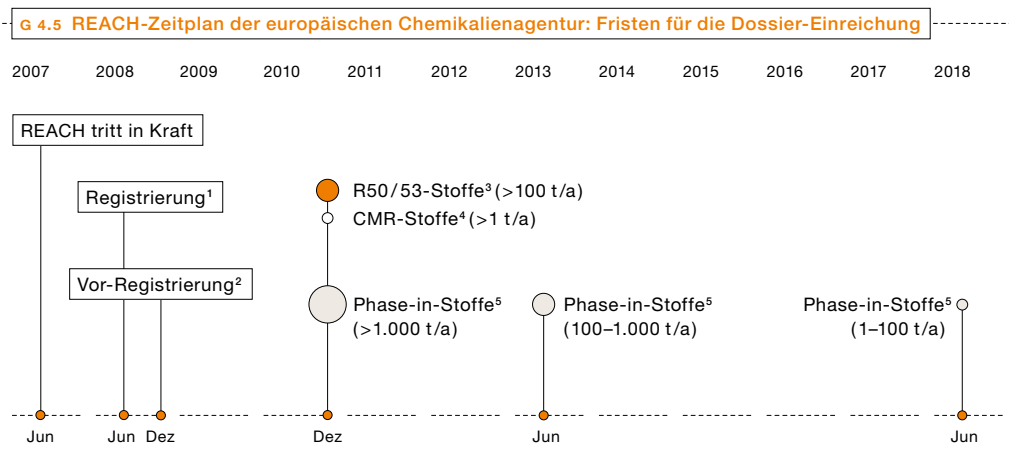 G 4.5 REACH-Zeitplan der europäischen Chemikalienagentur: Fristen für die Dossier-Einreichung
2007 2008 2009 2010 2011 2012 2013 2014 2015 2016 2017 2018
REACH tritt in Kraft
Registrierung¹
R50/53-Stoffe³ (>100 t/a)
CMR-Stoffe⁴ (>1 t/a)
Vor-Registrierung²
Phase-in-Stoffe⁵
(>1.000 t/a)
Phase-in-Stoffe⁵
(100–1.000 t/a)
Phase-in-Stoffe⁵
(1–100 t/a)
Jun Jun Dez Dez Jun Jun